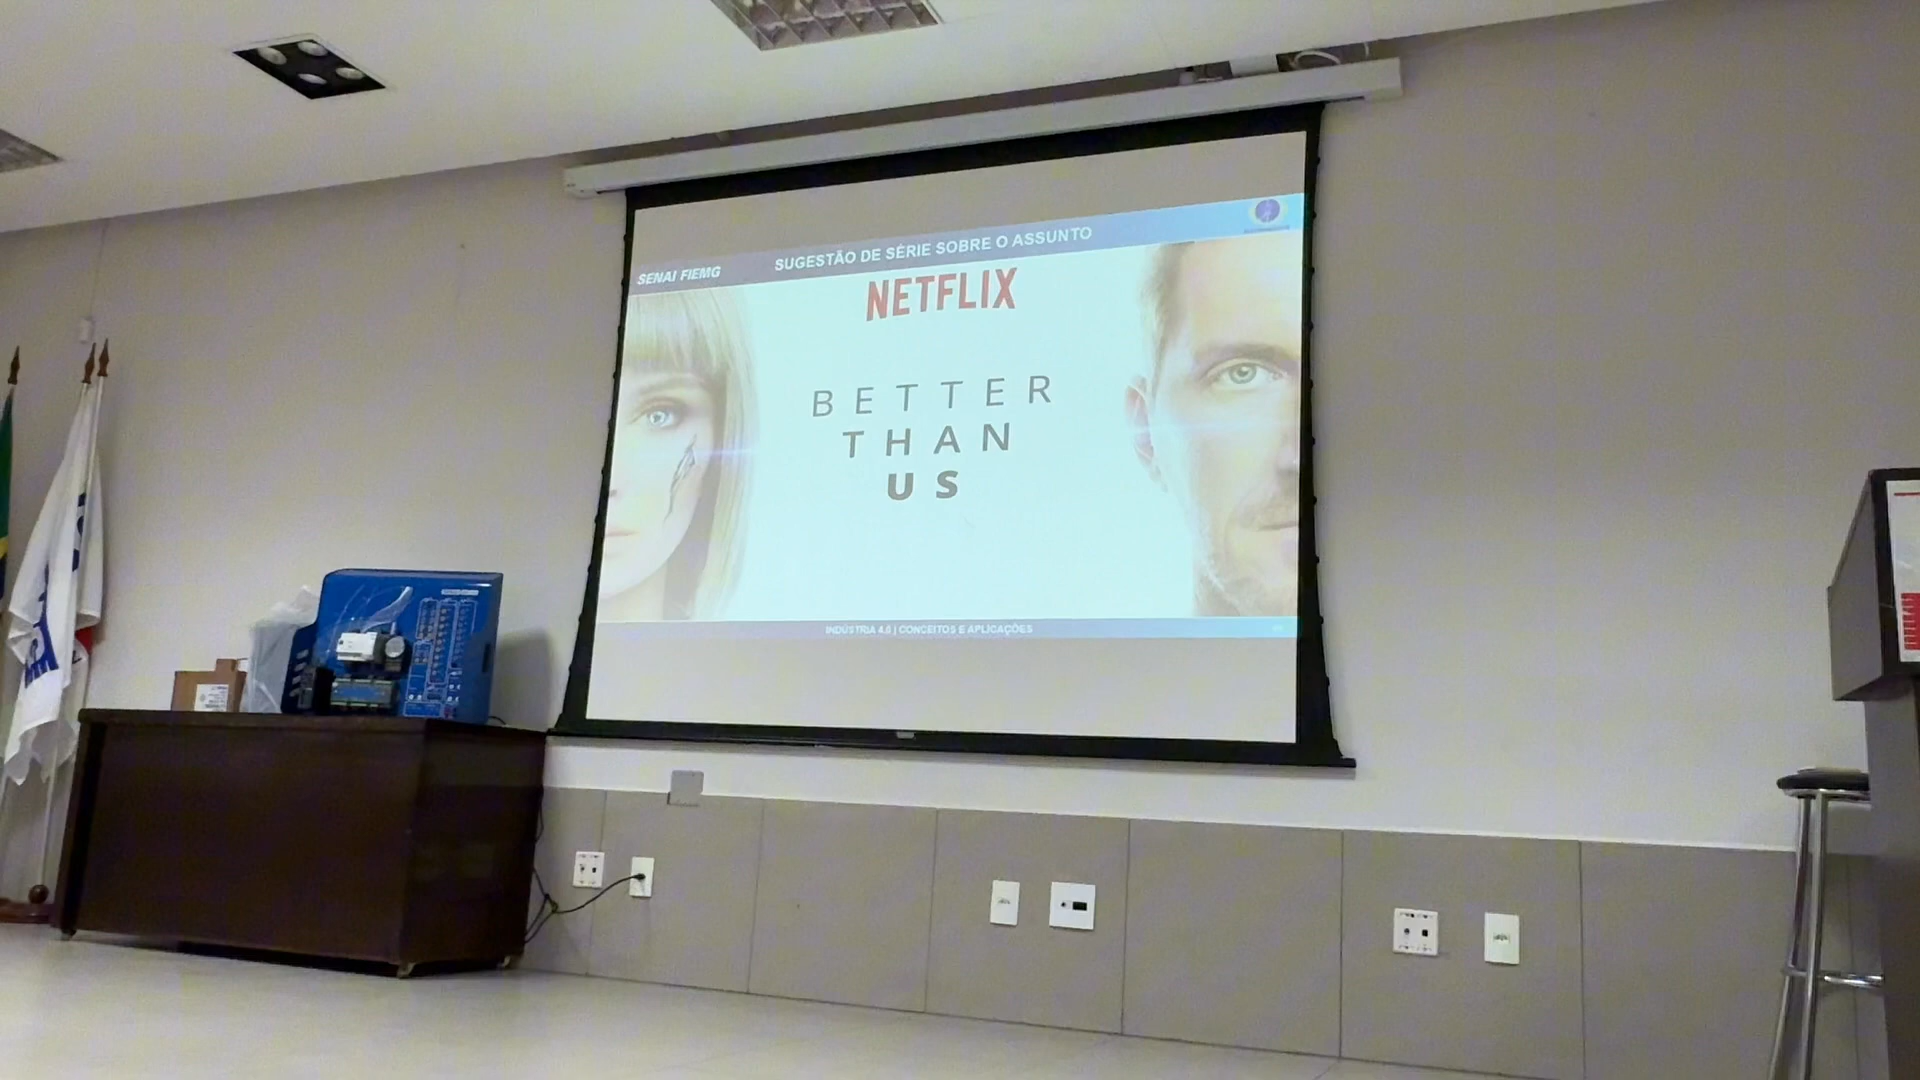 SENAI FIEMG
SUGESTÃO DE SÉRIE SOBRE O ASSUNTO
NETFLIX
BETTER
THAN
US
INDÚSTRIA 4.0 | CONCEITOS E APLICAÇÕES